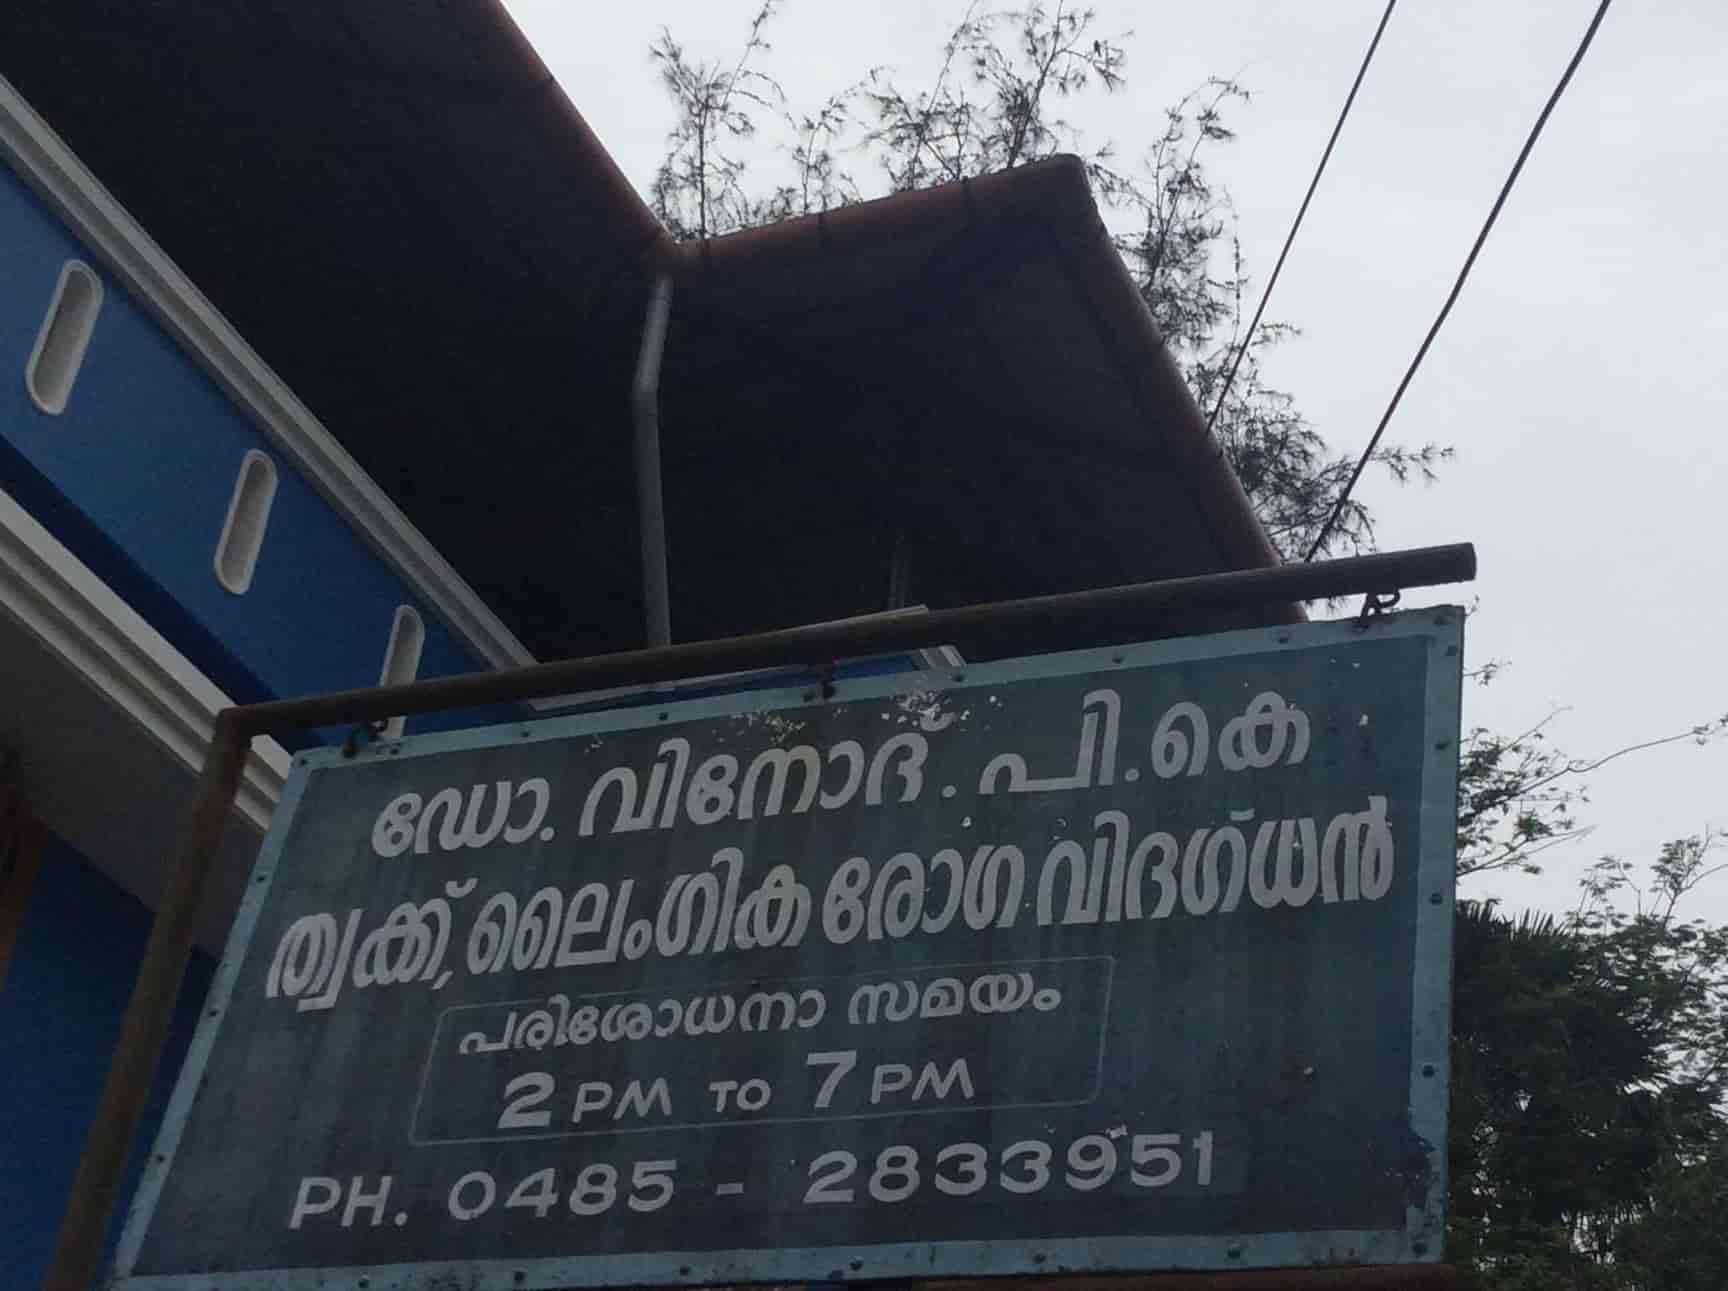 ഡോ. വിനോദ്. പി. കെ
ത്വക്ക്, ലൈംഗിക രോഗ വിദഗ്ധൻ
പരിശോധനാ സമയം
2 PM TO 7 PM
PH. 0485 - 2833951